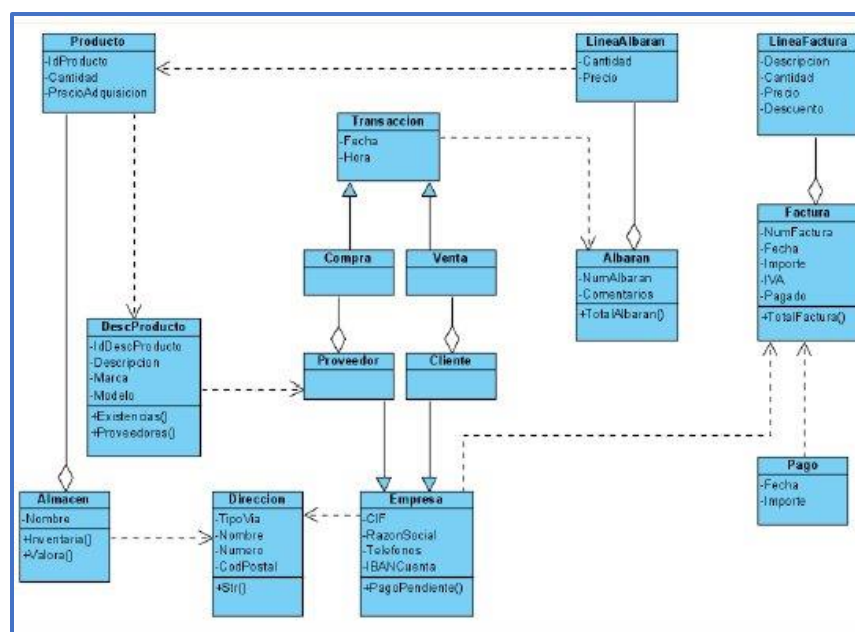 Producto
-IdProducto
-Cantidad
-PrecioAdquisicion
LineaAlbaran
-Cantidad
-Precio
LineaFactura
-Descripcion
-Cantidad
-Precio
-Descuento
Transaccion
-Fecha
-Hora
Compra
Venta
Albaran
-NumAlbaran
-Comentarios
+TotalAlbaran()
Factura
-NumFactura
-Fecha
-Importe
-IVA
-Pagado
+TotalFactura()
DescProducto
-IdDescProducto
-Descripcion
-Marca
-Modelo
+Existencias()
+Proveedores()
Proveedor
Cliente
Pago
-Fecha
-Importe
Almacen
-Nombre
+Inventaria()
+Valora()
Direccion
-TipoVia
-Nombre
-Numero
-CodPostal
+Str()
Empresa
-CIF
-RazonSocial
-Telefonos
-IBANCuenta
+PagoPendiente()